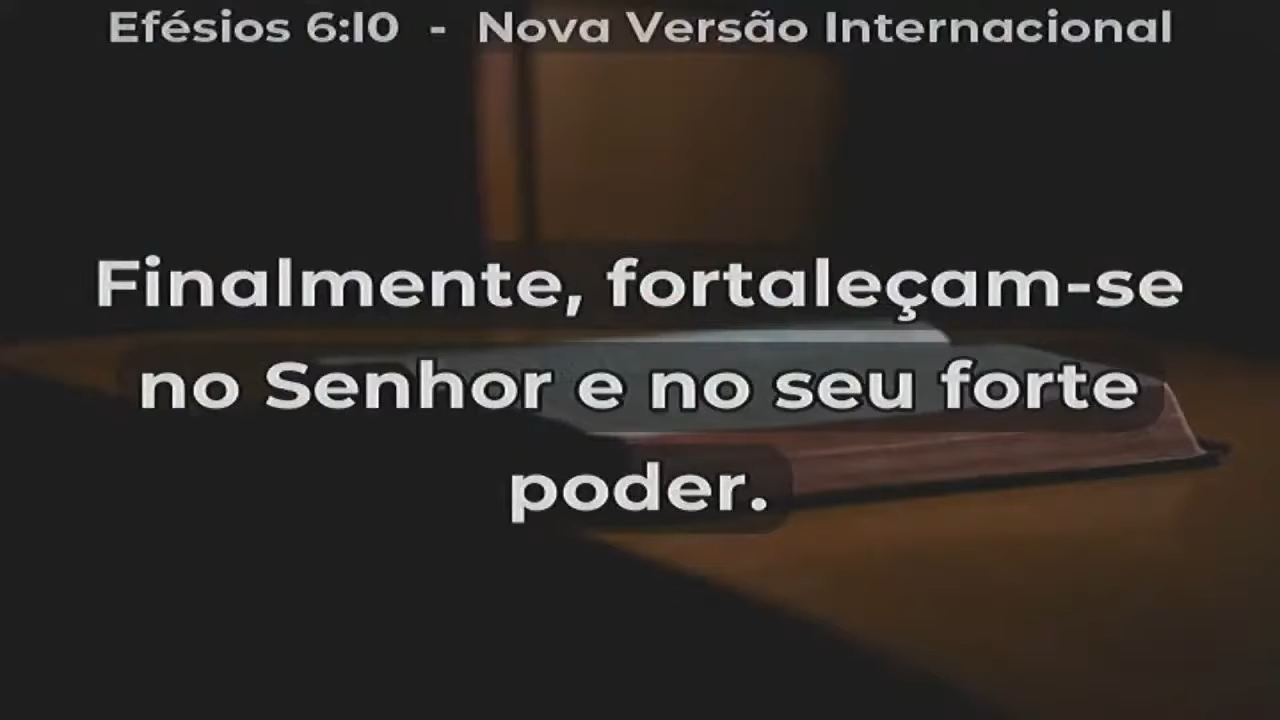 Efésios 6:10 - Nova Versão Internacional
Finalmente, fortaleçam-se
no Senhor e no seu forte
poder.